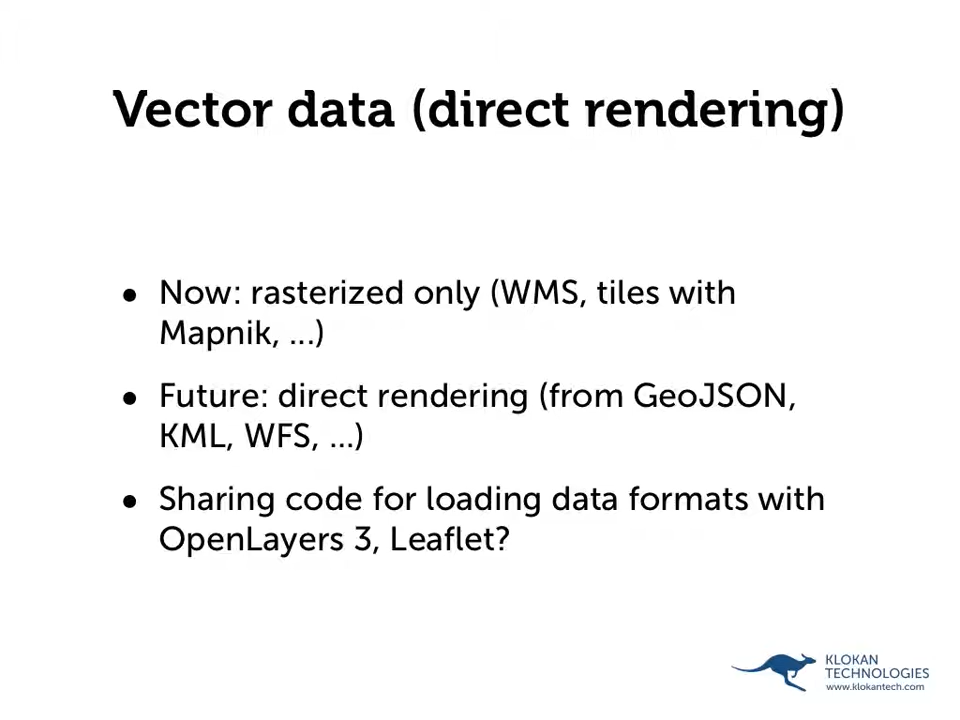 Vector data (direct rendering)
• Now: rasterized only (WMS, tiles with
Mapnik, ...)
• Future: direct rendering (from GeoJSON,
KML, WFS, ...)
• Sharing code for loading data formats with
OpenLayers 3, Leaflet?
KLOKAN
TECHNOLOGIES
www.klokantech.com